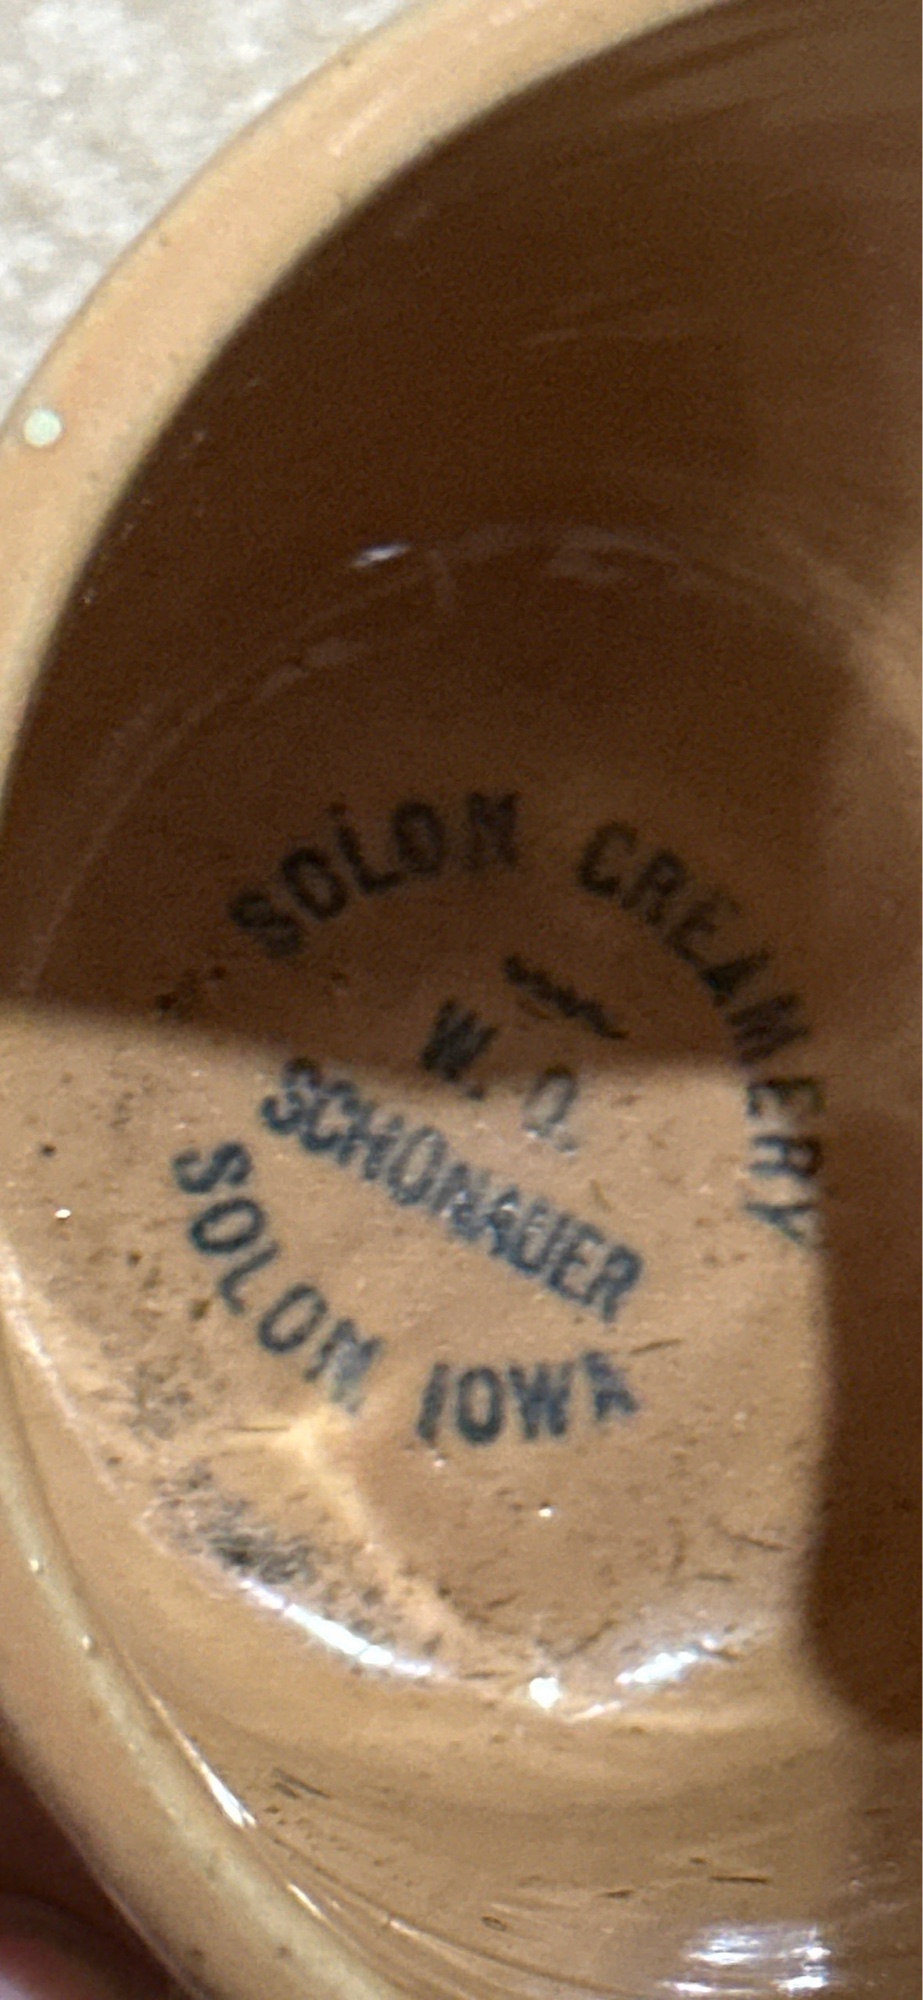 SOLON CREAMERY
W. O.
SCHONAUER
SOLON IOWA